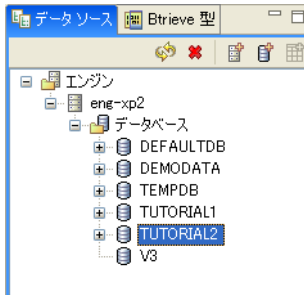 データ ソース Btrieve 型
エンジン
eng-xp2
データベース
DEFAULTDB
DEMODATA
TEMPDB
TUTORIAL1
TUTORIAL2
V3